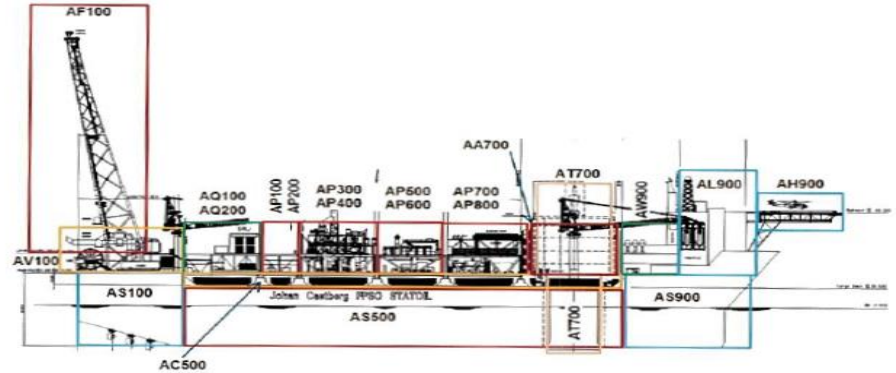 AF100
AA700
AT700
AQ100
AQ200
AP100
AP200
AP300
AP400
AP500
AP600
AP700
AP800
AW900
AL900
AH900
AV100
AS100
Johan Castberg FPSO STATOIL
AS500
AT700
AS900
AC500